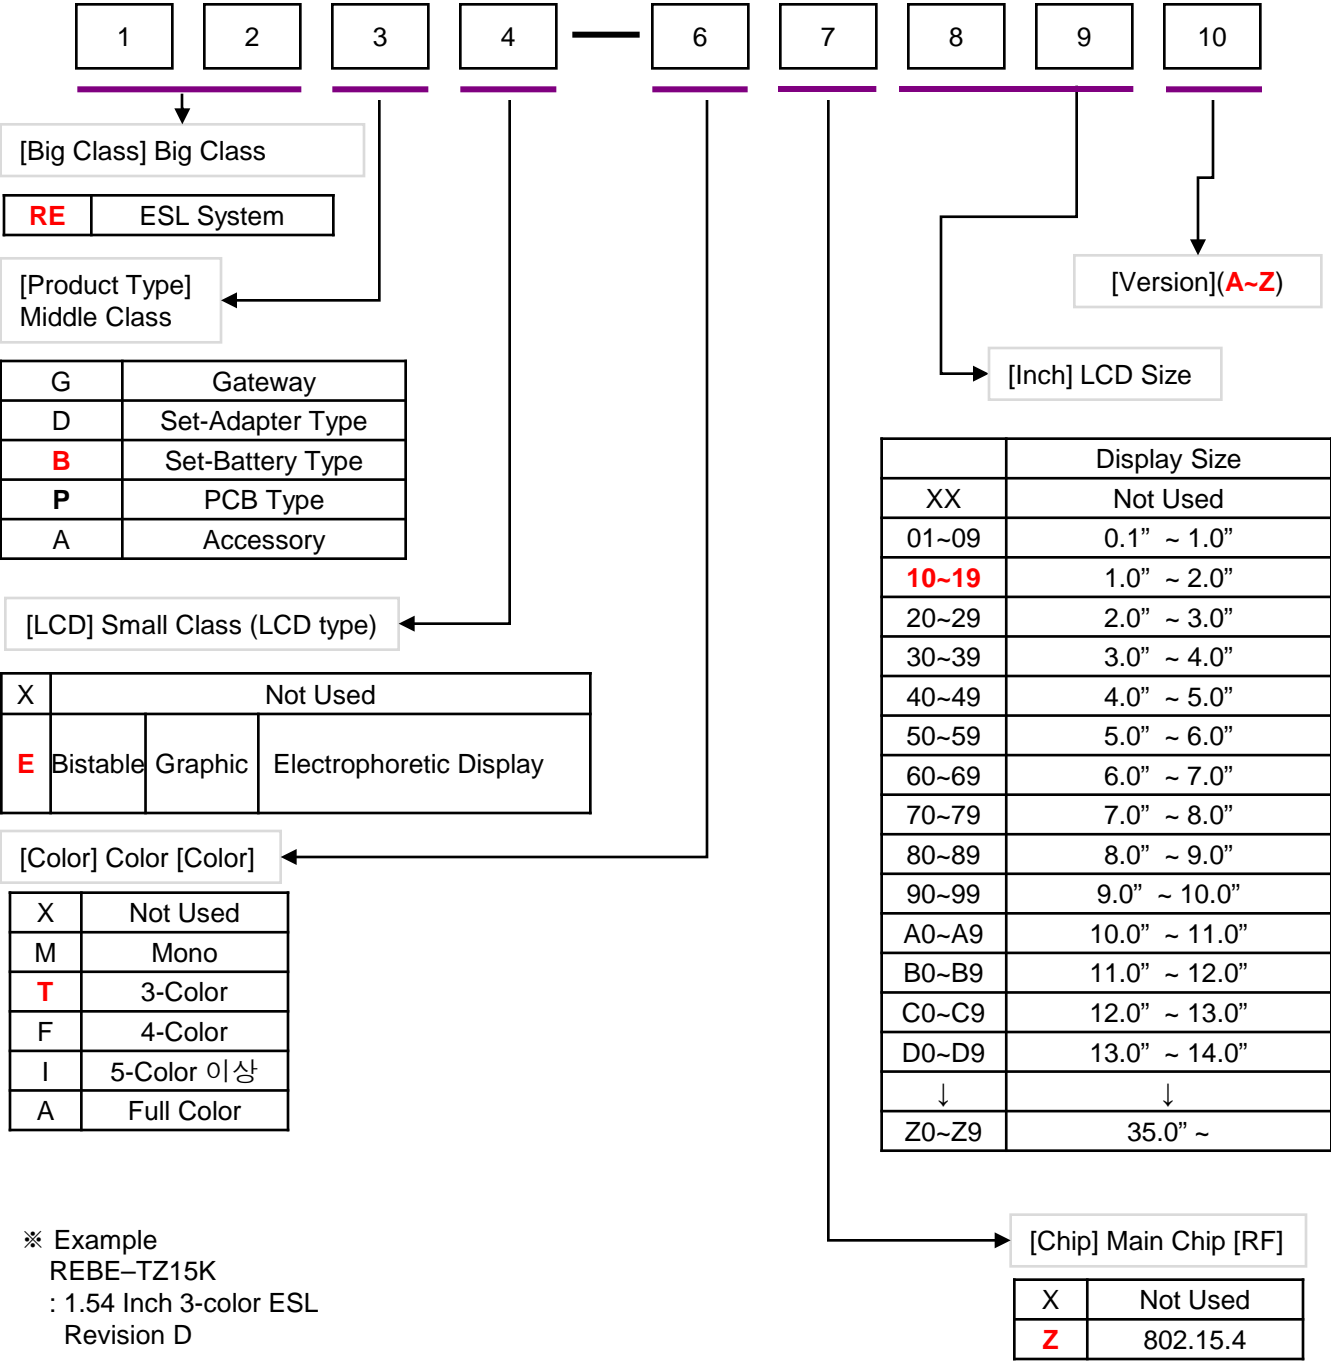 1 2 3 4 — 6 7 8 9 10
[Big Class] Big Class
RE ESL System
[Product Type]
Middle Class
G Gateway
D Set-Adapter Type
B Set-Battery Type
P PCB Type
A Accessory
[LCD] Small Class (LCD type)
X Not Used
E Bistable Graphic Electrophoretic Display
[Color] Color [Color]
X Not Used
M Mono
T 3-Color
F 4-Color
I 5-Color 이상
A Full Color
※ Example
REBE–TZ15K
: 1.54 Inch 3-color ESL
Revision D
[Version](A~Z)
[Inch] LCD Size
Display Size
XX Not Used
01~09 0.1” ~ 1.0”
10~19 1.0” ~ 2.0”
20~29 2.0” ~ 3.0”
30~39 3.0” ~ 4.0”
40~49 4.0” ~ 5.0”
50~59 5.0” ~ 6.0”
60~69 6.0” ~ 7.0”
70~79 7.0” ~ 8.0”
80~89 8.0” ~ 9.0”
90~99 9.0” ~ 10.0”
A0~A9 10.0” ~ 11.0”
B0~B9 11.0” ~ 12.0”
C0~C9 12.0” ~ 13.0”
D0~D9 13.0” ~ 14.0”
↓ ↓
Z0~Z9 35.0” ~
[Chip] Main Chip [RF]
X Not Used
Z 802.15.4